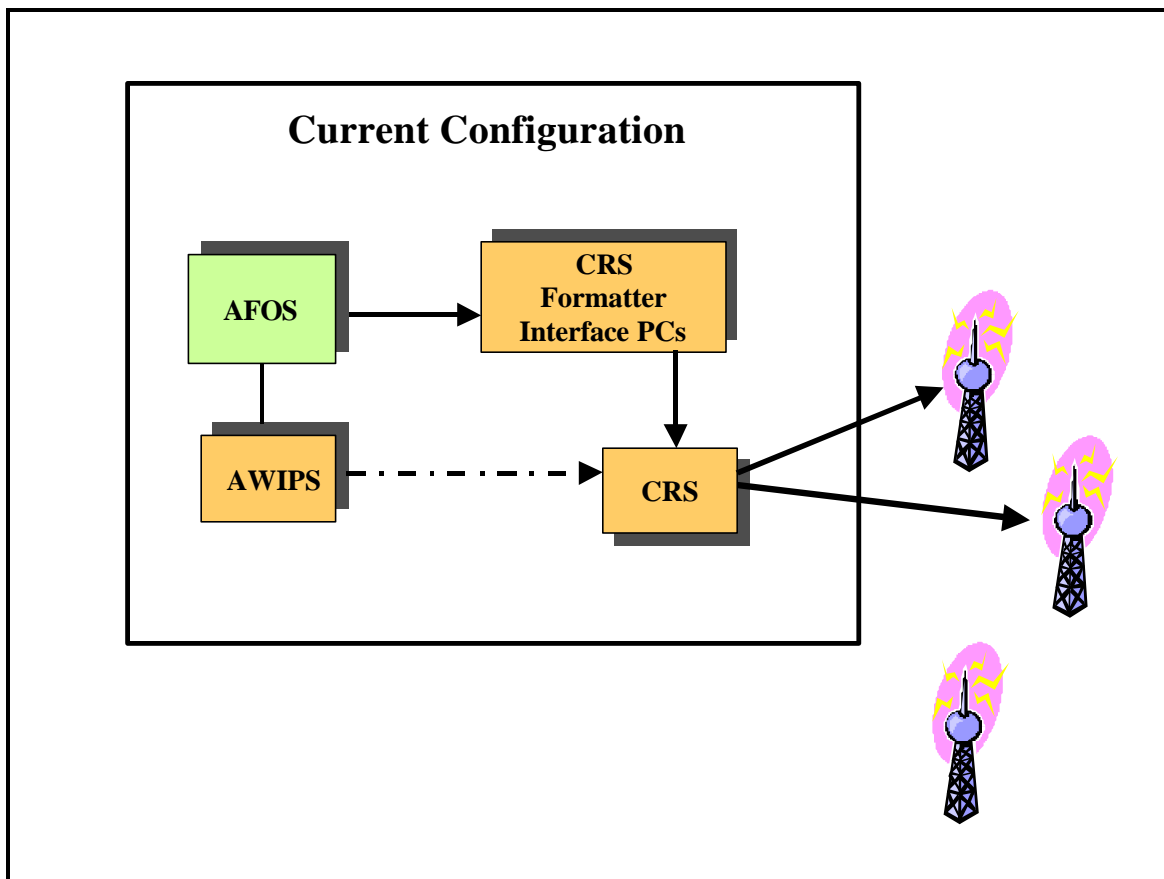 Current Configuration
AFOS
CRS
Formatter
Interface PCs
AWIPS
CRS